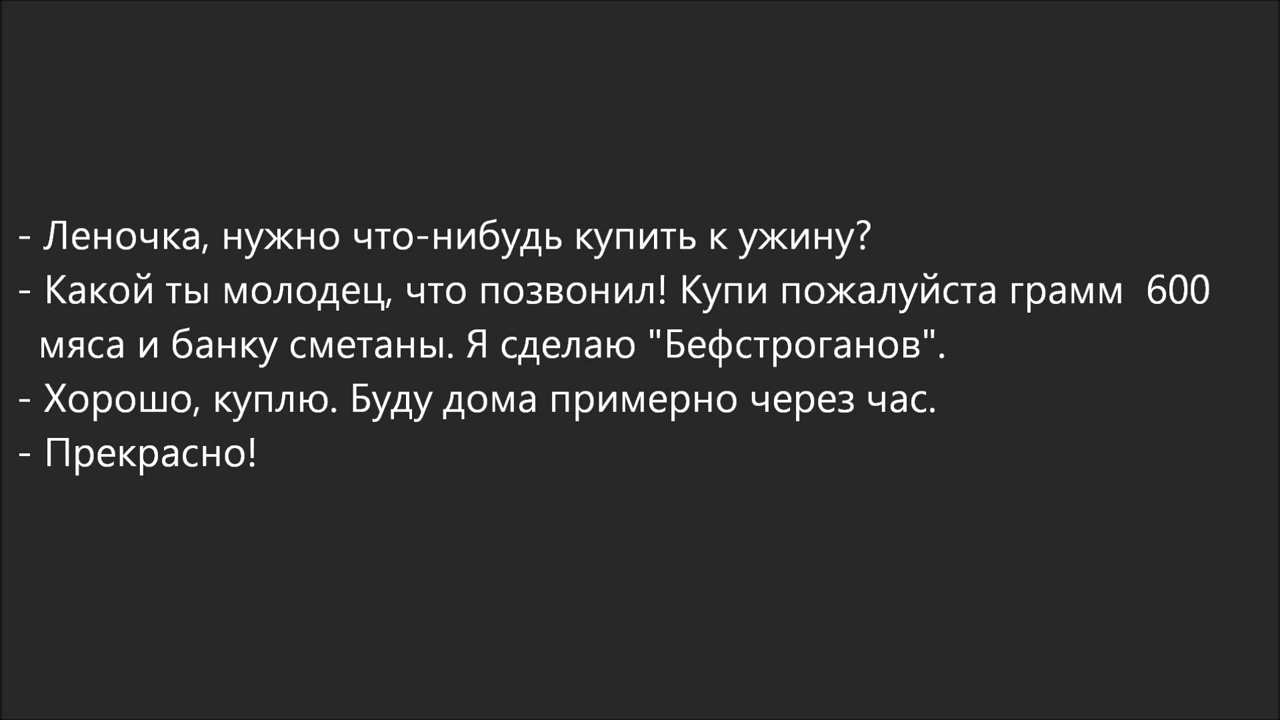 - Леночка, нужно что-нибудь купить к ужину?
- Какой ты молодец, что позвонил! Купи пожалуйста грамм  600
мяса и банку сметаны. Я сделаю "Бефстроганов".
- Хорошо, куплю. Буду дома примерно через час.
- Прекрасно!